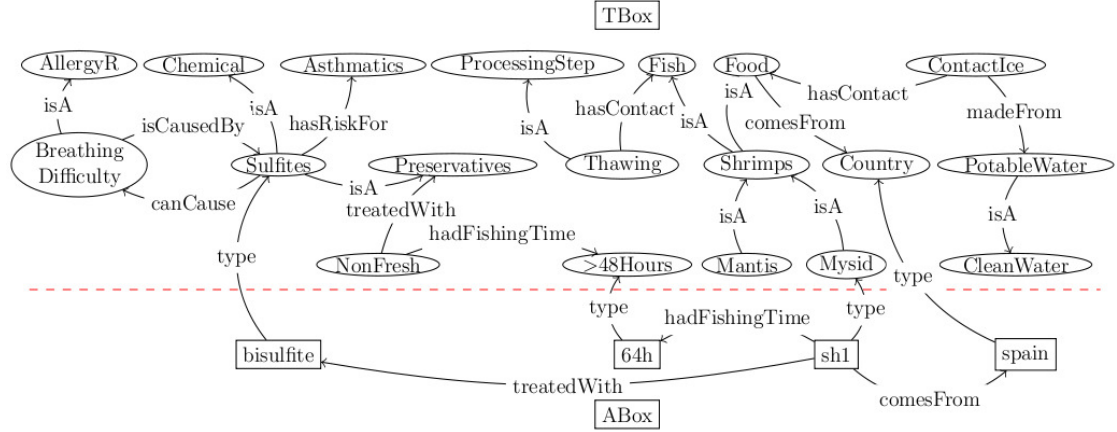 TBox
AllergyR
Chemical
Asthmatics
ProcessingStep
Fish
Food
ContactIce
isA
isA
hasContact
isA
hasContact
isCausedBy
hasRiskFor
isA
isA
comesFrom
madeFrom
Breathing
Difficulty
Sulfites
Preservatives
Thawing
Shrimps
Country
PotableWater
canCause
isA
treatedWith
isA
isA
isA
hadFishingTime
type
NonFresh
>48Hours
Mantis
Mysid
CleanWater
type
type
type
hadFishingTime
bisulfite
64h
sh1
spain
treatedWith
comesFrom
ABox